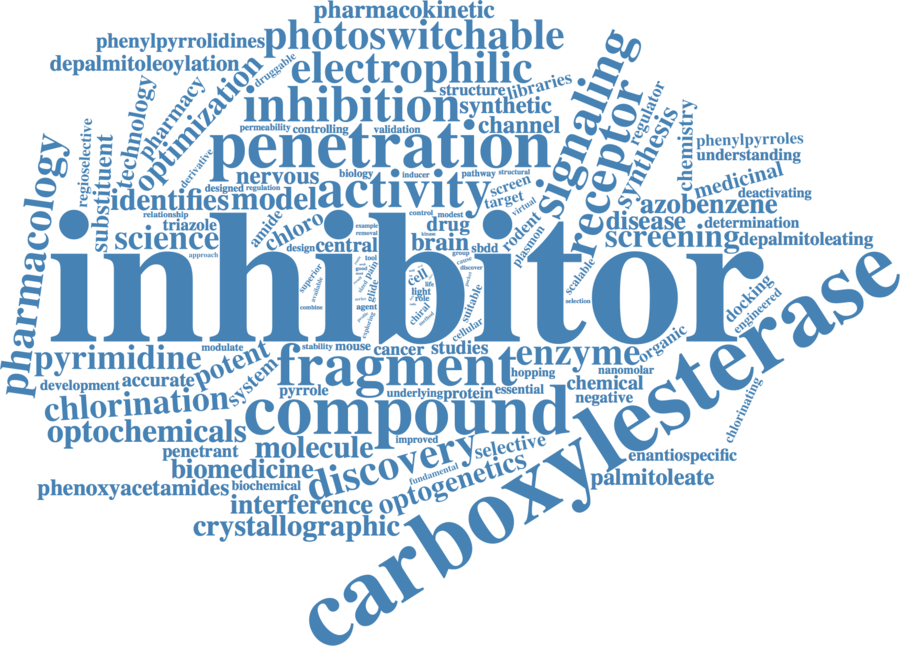 pharmacokinetic
phenylpyrrolidines
photoswitchable
depalmitoleoylation
druggable
electrophilic
structure
libraries
inhibition
synthetic
technology
pharmacy
optimization
signaling
regulator
permeability
controlling
validation
channel
penetration
receptor
synthesis
chemistry
phenylpyrroles
understanding
regioselective
substituent
derivative
nervous
biology
inducer
pathway
structural
screen
medicinal
deactivating
pharmacology
identifies
designed
regulation
model
activity
target
virtual
azobenzene
relationship
triazole
amide
chloro
example
removal
control
modest
drug
kinase
rodent
plasmon
disease
determination
science
approach
design
central
brain
group
sbdd
cause
discover
screening
depalmitoleating
inhibitor
superior
available
combine
tool
good
pain
glide
agent
exploring
cell
life
light
role
chiral
method
pocket
suitable
cellular
scalable
selection
docking
engineered
carboxylesterase
pyrimidine
modulate
potent
stability
mouse
cancer
studies
enzyme
organic
fragment
hopping
nanomolar
development
accurate
system
pyrrole
underlying
protein
essential
chemical
negative
chlorination
compound
chlorinating
optochemicals
penetrant
molecule
improved
discovery
selective
enantiospecific
biomedicine
fundamental
optogenetics
palmitoleate
phenoxyacetamides
biochemical
interference
crystallographic